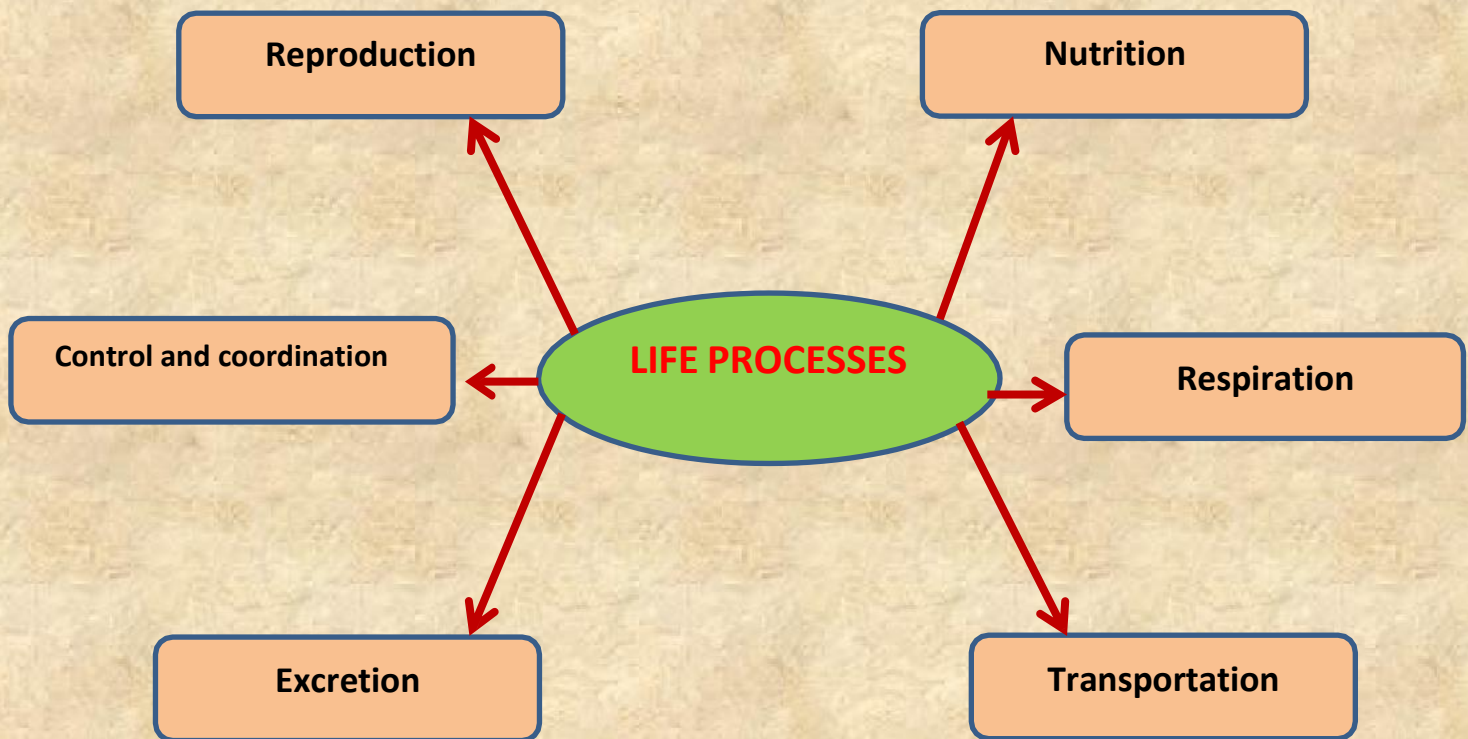 Reproduction
Nutrition
Control and coordination
LIFE PROCESSES
Respiration
Excretion
Transportation